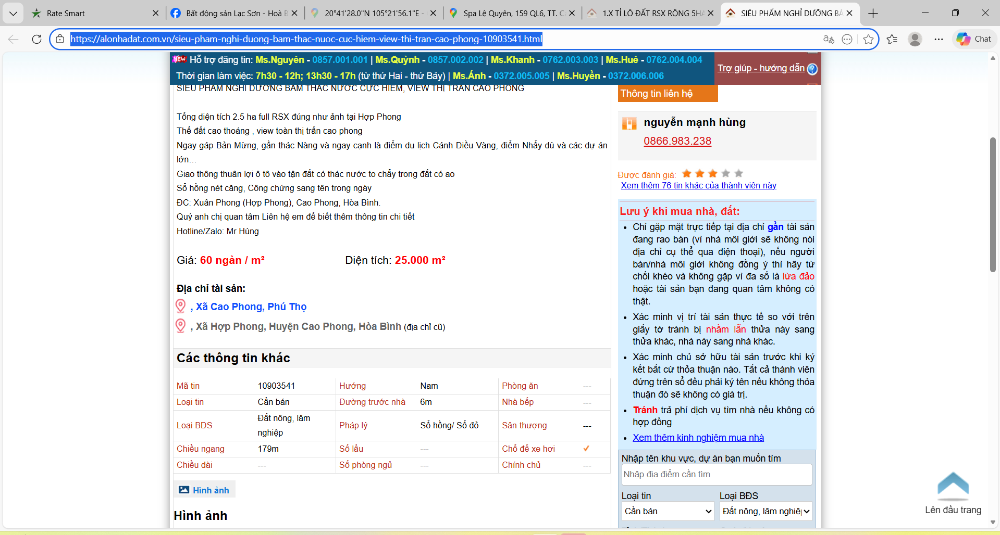 Rate Smart
Bất động sản Lạc Sơn - Hoà B
20°41'28.0"N 105°21'56.1"E -
Spa Lệ Quyên, 159 QL6, TT. C
1.X TỈ LÔ ĐẤT RSX RỘNG 5HA
SIÊU PHẨM NGHỈ DƯỠNG BÁ
https://alonhadat.com.vn/sieu-pham-nghi-duong-bam-thac-nuoc-cuc-hiem-view-thi-tran-cao-phong-10903541.html
Chat
NEW Hỗ trợ đăng tin: Ms.Nguyên - 0857.001.001 | Ms.Quỳnh - 0857.002.002 | Ms.Khanh - 0762.003.003 | Ms.Huê - 0762.004.004
Thời gian làm việc: 7h30 - 12h; 13h30 - 17h (từ thứ Hai - thứ Bảy) | Ms.Ánh - 0372.005.005 | Ms.Huyền - 0372.006.006
Trợ giúp - hướng dẫn
SIÊU PHẨM NGHỈ DƯỠNG BÁM THÁC NƯỚC CỰC HIẾM, VIEW THỊ TRẤN CAO PHONG
Tổng diện tích 2.5 ha full RSX đúng như ảnh tại Hợp Phong
Thế đất cao thoáng , view toàn thị trấn cao phong
Ngay gáp Bản Mừng, gần thác Nàng và ngay cạnh là điểm du lịch Cánh Diều Vàng, điểm Nhẩy dù và các dự án
lớn…
Giao thông thuân lợi ô tô vào tận đất có thác nước to chẩy trong đất có ao
Sổ hồng nét căng, Công chứng sang tên trong ngày
ĐC: Xuân Phong (Hợp Phong), Cao Phong, Hòa Bình.
Quý anh chị quan tâm Liên hệ em để biết thêm thông tin chi tiết
Hotline/Zalo: Mr Hùng
Giá: 60 ngàn / m² Diện tích: 25.000 m²
Địa chỉ tài sản:
, Xã Cao Phong, Phú Thọ
, Xã Hợp Phong, Huyện Cao Phong, Hòa Bình (địa chỉ cũ)
Các thông tin khác
Mã tin 10903541 Hướng Nam Phòng ăn ---
Loại tin Cần bán Đường trước nhà 6m Nhà bếp ---
Loại BDS Đất nông, lâm nghiệp Pháp lý Sổ hồng/ Sổ đỏ Sân thượng ---
Chiều ngang 179m Số lầu --- Chổ để xe hơi
Chiều dài --- Số phòng ngủ --- Chính chủ ---
Hình ảnh
Hình ảnh
Thông tin liên hệ
nguyễn mạnh hùng
0866.983.238
Được đánh giá:
Xem thêm 76 tin khác của thành viên này
Lưu ý khi mua nhà, đất:
• Chỉ gặp mặt trực tiếp tại địa chỉ gần tài sản
đang rao bán (vì nhà môi giới sẽ không nói
địa chỉ cụ thể qua điện thoại), nếu người
bán/nhà môi giới không đồng ý thì hãy từ
chối khéo và không gặp vì đa số là lừa đảo
hoặc tài sản bạn đang quan tâm không có
thật.
• Xác minh vị trí tài sản thực tế so với trên
giấy tờ tránh bị nhầm lẫn thửa này sang
thửa khác, nhà này sang nhà khác.
• Xác minh chủ sở hữu tài sản trước khi ký
kết bất cứ thỏa thuận nào. Tất cả thành viên
đứng trên sổ đều phải ký tên nếu không thỏa
thuận đó sẽ không có giá trị.
• Tránh trả phí dịch vụ tìm nhà nếu không có
hợp đồng
• Xem thêm kinh nghiệm mua nhà
Nhập tên khu vực, dự án bạn muốn tìm
Nhập địa điểm cần tìm
Loại tin Loại BĐS
Cần bán Đất nông, lâm nghiệp
Lên đầu trang